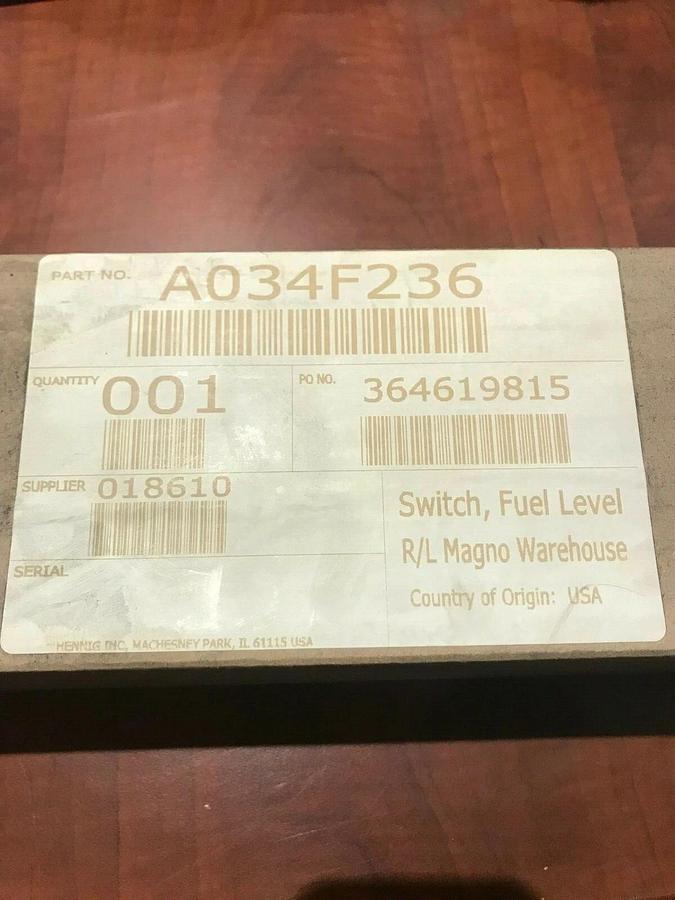 PART NO. A034F236
QUANTITY 001
PO NO. 364619815
SUPPLIER 018610
Switch, Fuel Level
R/L Magno Warehouse
Country of Origin: USA
SERIAL
HENNIG INC, MACHESNEY PARK, IL 61115 USA